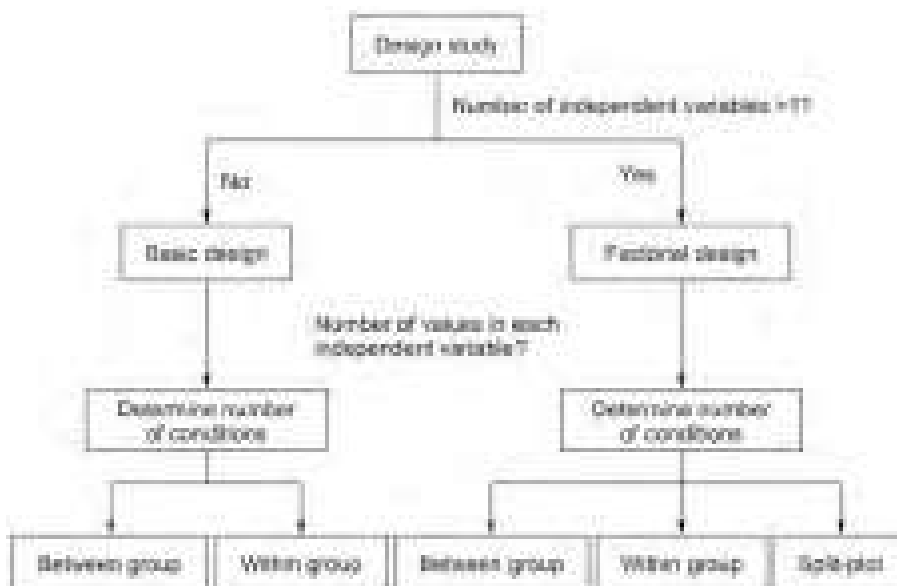 Design study
Number of independent variables >1?
No
Yes
Basic design
Factorial design
Number of values in each
independent variable?
Determine number
of conditions
Determine number
of conditions
Between group
Within group
Between group
Within group
Split-plot